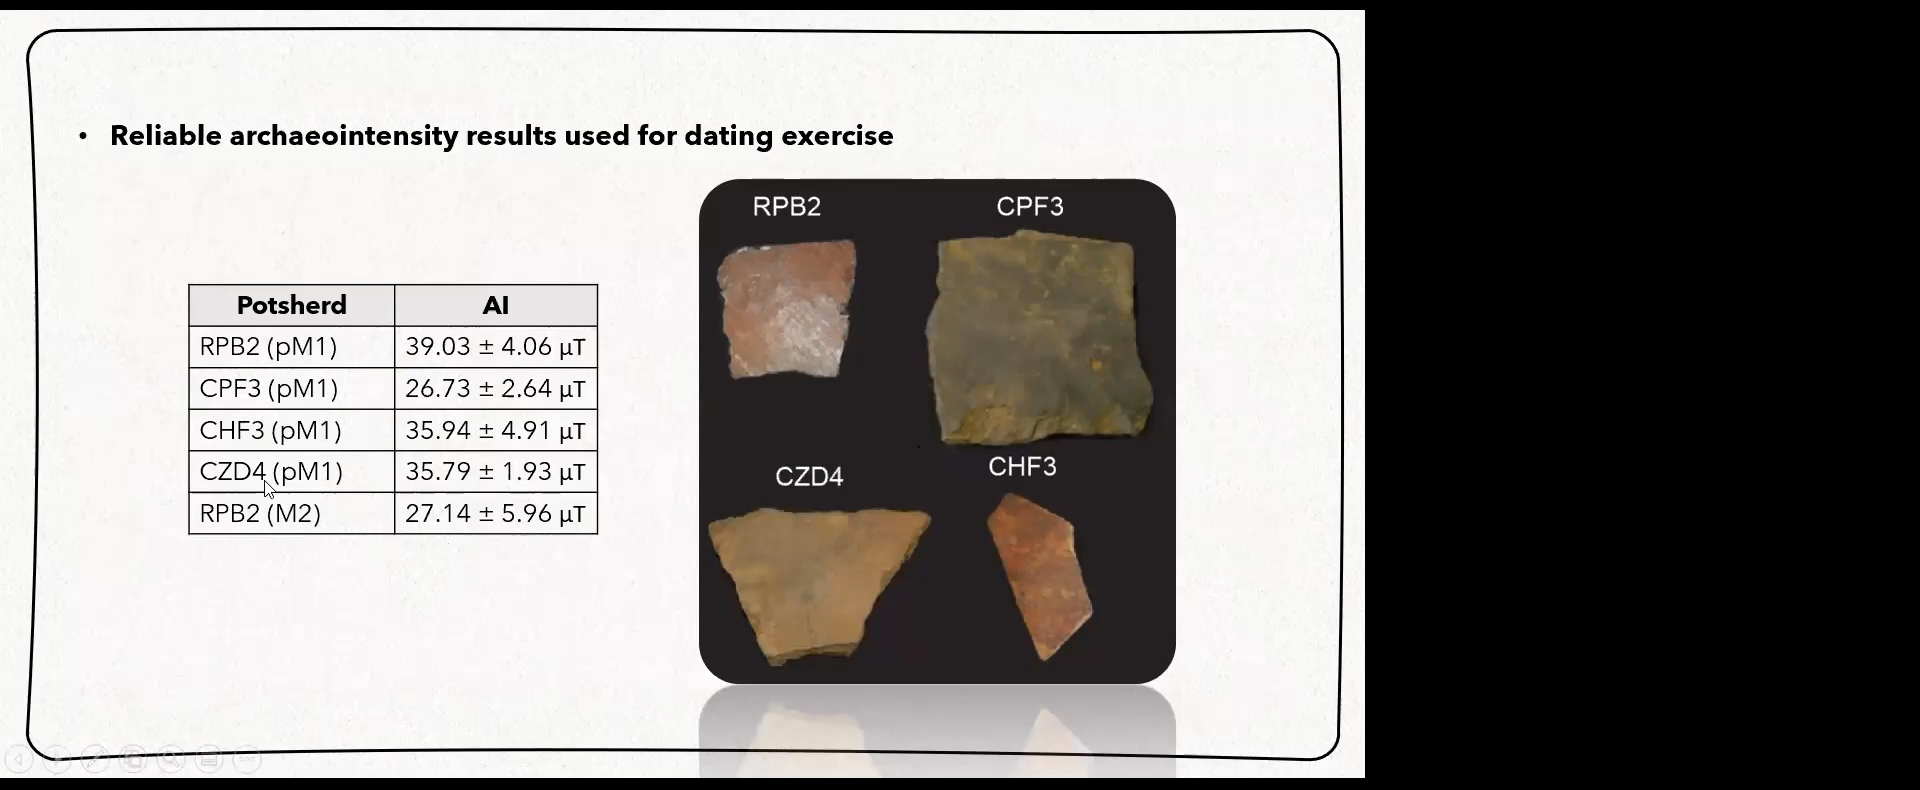 • Reliable archaeointensity results used for dating exercise
Potsherd AI
RPB2 (pM1) 39.03 ± 4.06 μT
CPF3 (pM1) 26.73 ± 2.64 μT
CHF3 (pM1) 35.94 ± 4.91 μT
CZD4 (pM1) 35.79 ± 1.93 μT
RPB2 (M2) 27.14 ± 5.96 μT
RPB2 CPF3
CZD4 CHF3